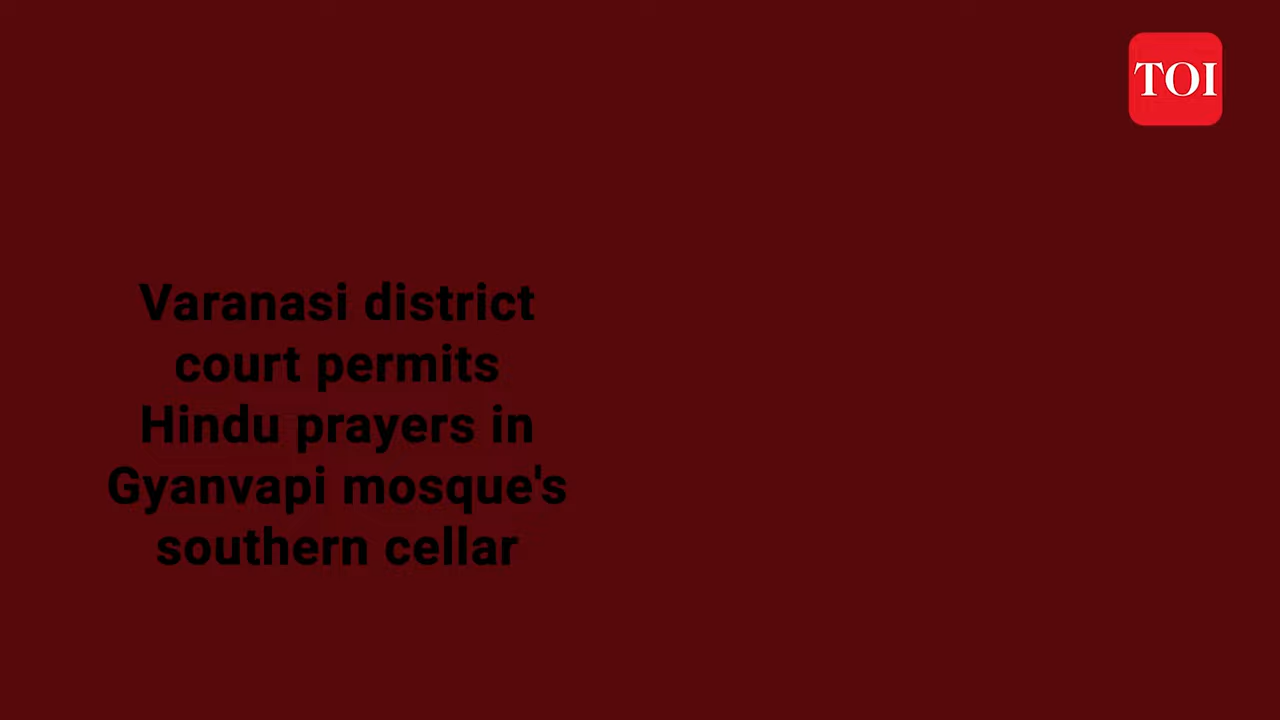 TOI
Varanasi district
court permits
Hindu prayers in
Gyanvapi mosque's
southern cellar